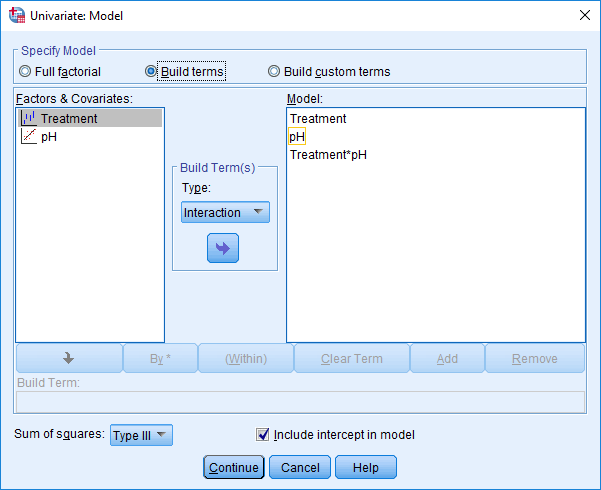 Univariate: Model
Specify Model
Full factorial
Build terms
Build custom terms
Factors & Covariates:
Treatment
pH
Build Term(s)
Type:
Interaction
Model:
Treatment
pH
Treatment*pH
By *
(Within)
Clear Term
Add
Remove
Build Term:
Sum of squares:
Type III
Include intercept in model
Continue
Cancel
Help